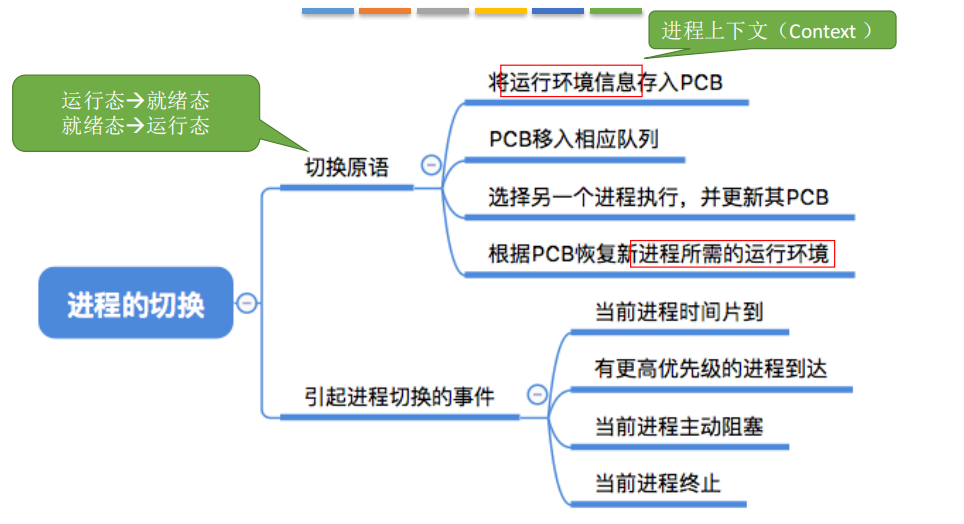 进程上下文（Context ）
将运行环境信息存入PCB
运行态→就绪态
就绪态→运行态
PCB移入相应队列
切换原语
选择另一个进程执行，并更新其PCB
根据PCB恢复新进程所需的运行环境
进程的切换
当前进程时间片到
有更高优先级的进程到达
引起进程切换的事件
当前进程主动阻塞
当前进程终止